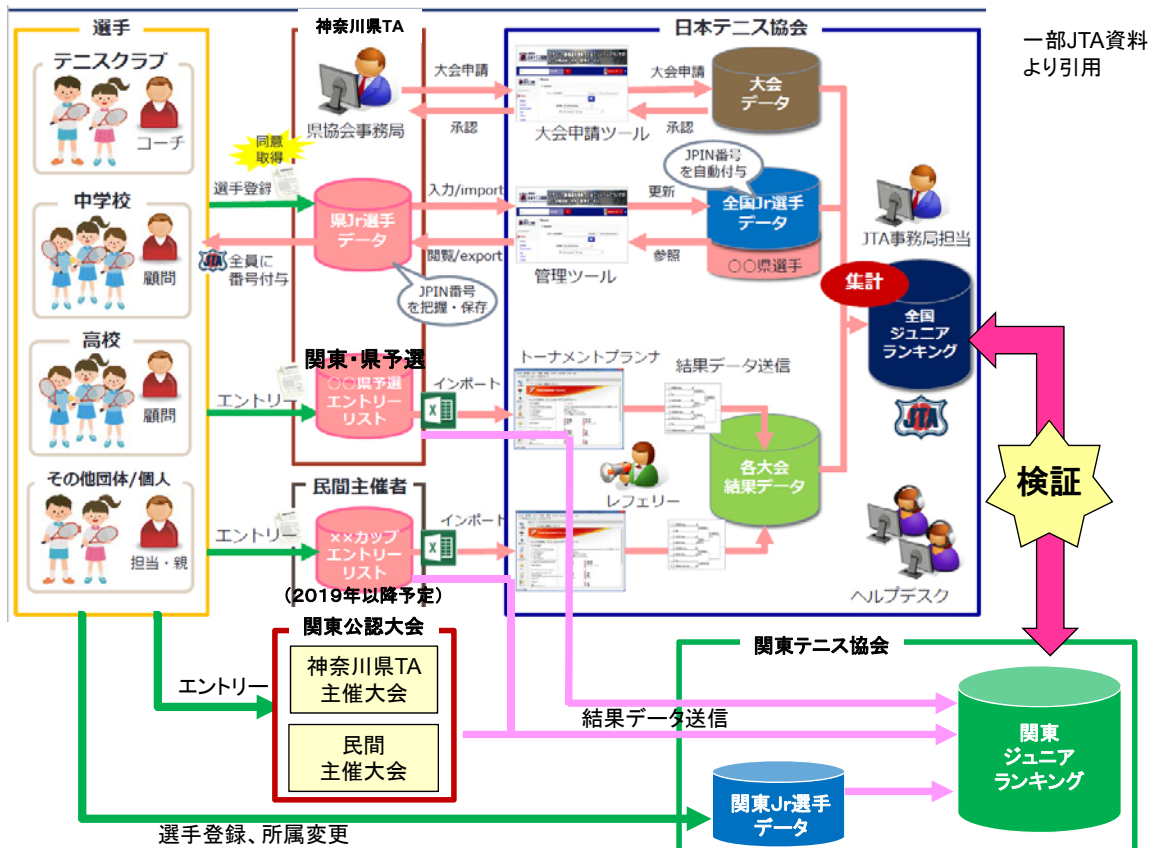 選手
神奈川県TA
日本テニス協会
一部JTA資料
より引用
テニスクラブ
コーチ
中学校
顧問
高校
顧問
その他団体/個人
担当・親
県協会事務局
大会申請
承認
大会申請ツール
大会申請
承認
大会
データ
同意
取得
選手登録
県Jr選手
データ
入力/import
閲覧/export
JPIN番号
を把握・保存
JTA
全員に
番号付与
管理ツール
更新
参照
JPIN番号
を自動付与
全国Jr選手
データ
〇〇県選手
JTA事務局担当
集計
全国
ジュニア
ランキング
JTA
関東・県予選
〇〇県予選
エントリー
リスト
エントリー
インポート
トーナメントプランナ
結果データ送信
レフェリー
各大会
結果データ
民間主催者
××カップ
エントリー
リスト
エントリー
インポート
(2019年以降予定)
ヘルプデスク
検証
関東公認大会
神奈川県TA
主催大会
民間
主催大会
エントリー
結果データ送信
関東テニス協会
関東
ジュニア
ランキング
関東Jr選手
データ
選手登録、所属変更